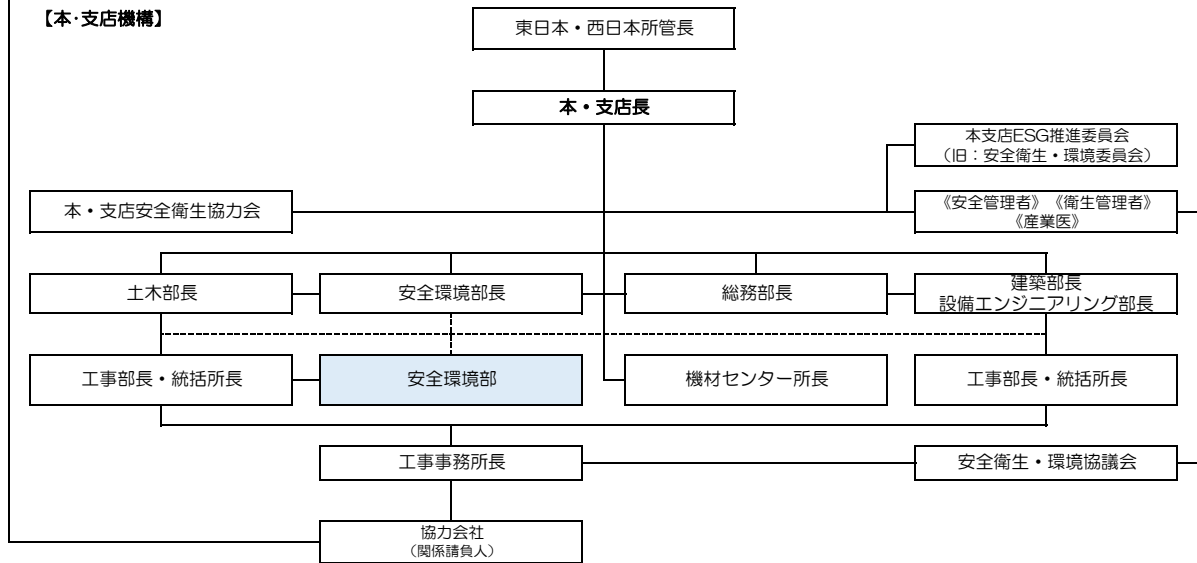 【本･支店機構】
東日本・西日本所管長
本・支店長
本支店ESG推進委員会
（旧：安全衛生・環境委員会）
本・支店安全衛生協力会
《安全管理者》《衛生管理者》
《産業医》
土木部長
安全環境部長
総務部長
建築部長
設備エンジニアリング部長
工事部長・統括所長
安全環境部
機材センター所長
工事部長・統括所長
工事事務所長
安全衛生・環境協議会
協力会社
（関係請負人）